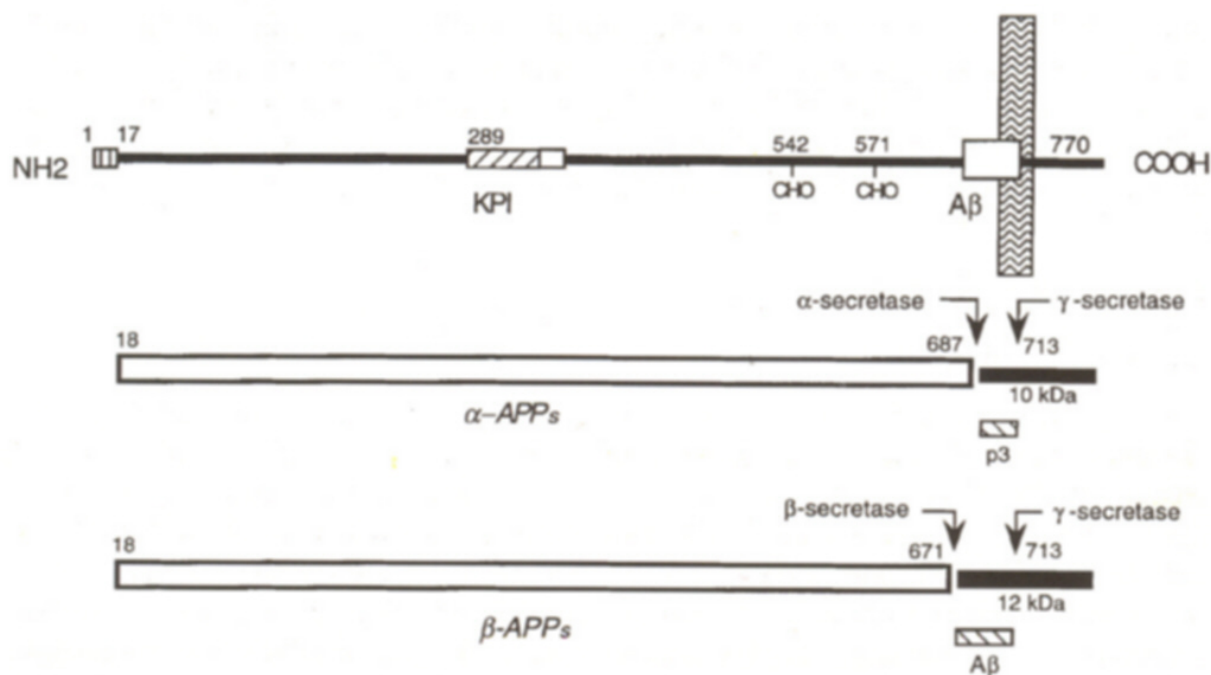 1 17 289 542 571 770
NH2 COOH
KPI CHO CHO Aβ
α-secretase γ-secretase
18 687 713
10 kDa
α-APPs
p3
β-secretase γ-secretase
18 671 713
12 kDa
β-APPs
Aβ